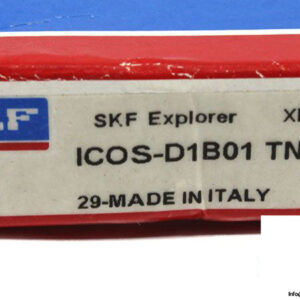 SKF Explorer
ICOS-D1B01 TN
29-MADE IN ITALY